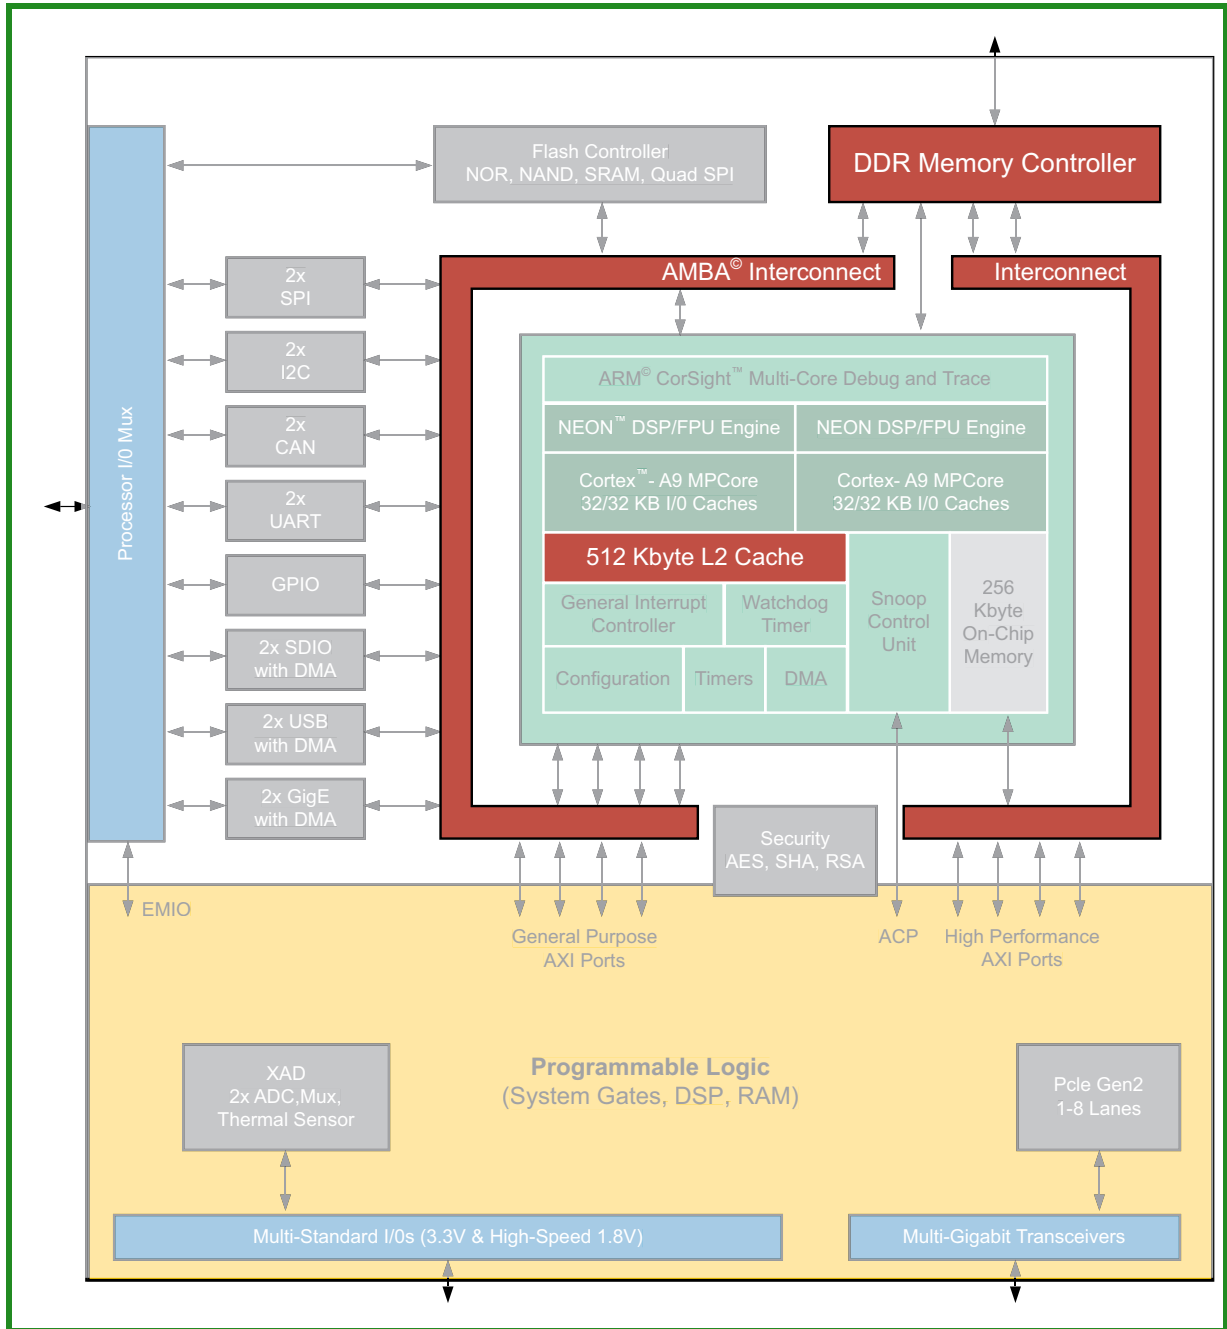 Flash Controller
NOR, NAND, SRAM, Quad SPI
DDR Memory Controller
AMBA© Interconnect
Interconnect
Processor I/0 Mux
2x
SPI
2x
I2C
2x
CAN
2x
UART
GPIO
2x SDIO
with DMA
2x USB
with DMA
2x GigE
with DMA
ARM© CorSight™ Multi-Core Debug and Trace
NEON™ DSP/FPU Engine
NEON DSP/FPU Engine
Cortex™- A9 MPCore
32/32 KB I/0 Caches
Cortex- A9 MPCore
32/32 KB I/0 Caches
512 Kbyte L2 Cache
General Interrupt
Controller
Watchdog
Timer
Configuration
Timers
DMA
Snoop
Control
Unit
256
Kbyte
On-Chip
Memory
Security
AES, SHA, RSA
EMIO
General Purpose
AXI Ports
ACP
High Performance
AXI Ports
XAD
2x ADC,Mux,
Thermal Sensor
Programmable Logic
(System Gates, DSP, RAM)
Pcle Gen2
1-8 Lanes
Multi-Standard I/0s (3.3V & High-Speed 1.8V)
Multi-Gigabit Transceivers